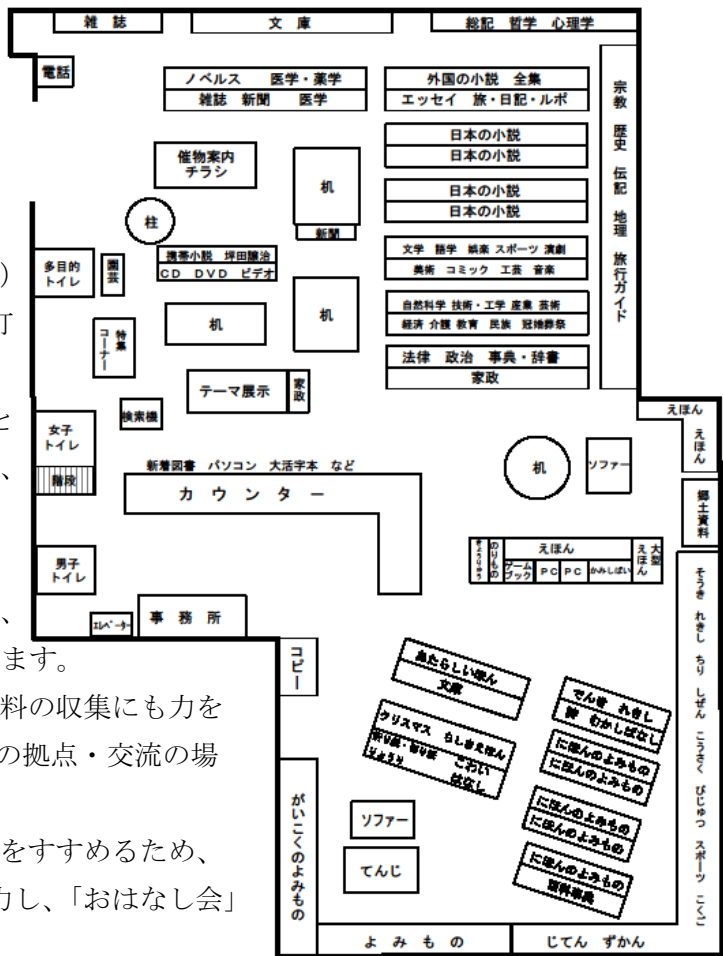 雑誌
文庫
総記 哲学 心理学
電話
ノベルス 医学・薬学
雑誌 新聞 医学
外国の小説 全集
エッセイ 旅・日記・ルポ
宗教 歴史 伝記 地理 旅行ガイド
日本の小説
日本の小説
日本の小説
日本の小説
催物案内
チラシ
机
新聞
柱
携帯小説 坪田譲治
CD DVD ビデオ
多目的
トイレ
園芸
文学 語学 娯楽 スポーツ 演劇
美術 コミック 工芸 音楽
机
机
自然科学 技術・工学 産業 芸術
経済 介護 教育 民族 冠婚葬祭
特集
コーナー
法律 政治 事典・辞書
家政
テーマ展示
家政
検索機
女子
トイレ
階段
えほん
えほん
新着図書 パソコン 大活字本 など
カウンター
机
ソファー
郷土資料
男子
トイレ
きょうりゅう
のりもの
えほん
ゲーム
ブック
PC
PC
かみしばい
大型
えほん
エレベーター
事務所
コピー
そうき れきし ちり しぜん こうさく びじゅつ スポーツ こくご
あたらしいほん
文庫
でんき れきし
詩 むかしばなし
クリスマス
折り紙・切り紙
りょうり
こわい
はなし
にほんのよみもの
にほんのよみもの
にほんのよみもの
にほんのよみもの
にほんのよみもの
百科事典
ソファー
てんじ
がいこくのよみもの
よみもの
じてん ずかん
)
町
と
、
、
ます。
料の収集にも力を
の拠点・交流の場
をすすめるため、
力し、「おはなし会」